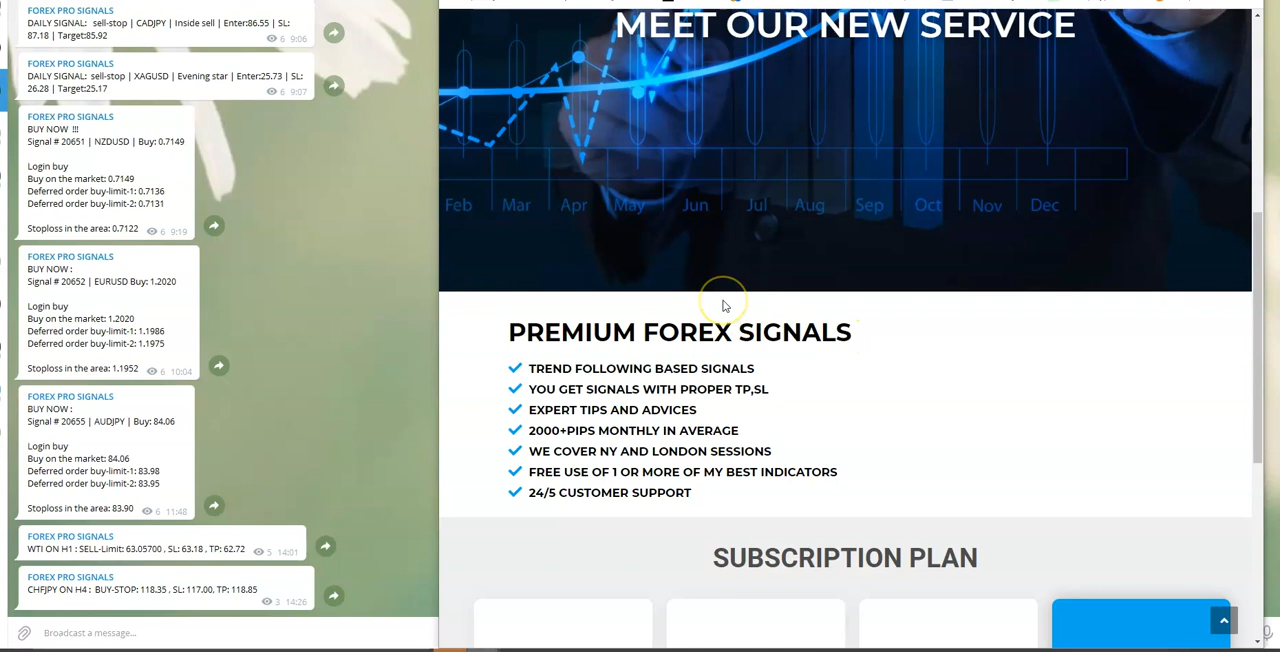 FOREX PRO SIGNALS
DAILY SIGNAL: sell-stop | CADJPY | Inside sell | Enter:86.55 | SL:
87.18 | Target:85.92
6 9:06
FOREX PRO SIGNALS
DAILY SIGNAL: sell-stop | XAGUSD | Evening star | Enter:25.73 | SL:
26.28 | Target:25.17
6 9:07
FOREX PRO SIGNALS
BUY NOW !!!
Signal # 20651 | NZDUSD | Buy: 0.7149
Login buy
Buy on the market: 0.7149
Deferred order buy-limit-1: 0.7136
Deferred order buy-limit-2: 0.7131
Stoploss in the area: 0.7122
6 9:19
FOREX PRO SIGNALS
BUY NOW :
Signal # 20652 | EURUSD Buy: 1.2020
Login buy
Buy on the market: 1.2020
Deferred order buy-limit-1: 1.1986
Deferred order buy-limit-2: 1.1975
Stoploss in the area: 1.1952
6 10:04
FOREX PRO SIGNALS
BUY NOW :
Signal # 20655 | AUDJPY | Buy: 84.06
Login buy
Buy on the market: 84.06
Deferred order buy-limit-1: 83.98
Deferred order buy-limit-2: 83.95
Stoploss in the area: 83.90
6 11:48
FOREX PRO SIGNALS
WTI ON H1 : SELL-Limit: 63.05700 , SL: 63.18 , TP: 62.72
5 14:01
FOREX PRO SIGNALS
CHFJPY ON H4 : BUY-STOP: 118.35 , SL: 117.00, TP: 118.85
3 14:26
Broadcast a message...
MEET OUR NEW SERVICE
Feb Mar Apr May Jun Jul Aug Sep Oct Nov Dec
PREMIUM FOREX SIGNALS
TREND FOLLOWING BASED SIGNALS
YOU GET SIGNALS WITH PROPER TP,SL
EXPERT TIPS AND ADVICES
2000+PIPS MONTHLY IN AVERAGE
WE COVER NY AND LONDON SESSIONS
FREE USE OF 1 OR MORE OF MY BEST INDICATORS
24/5 CUSTOMER SUPPORT
SUBSCRIPTION PLAN